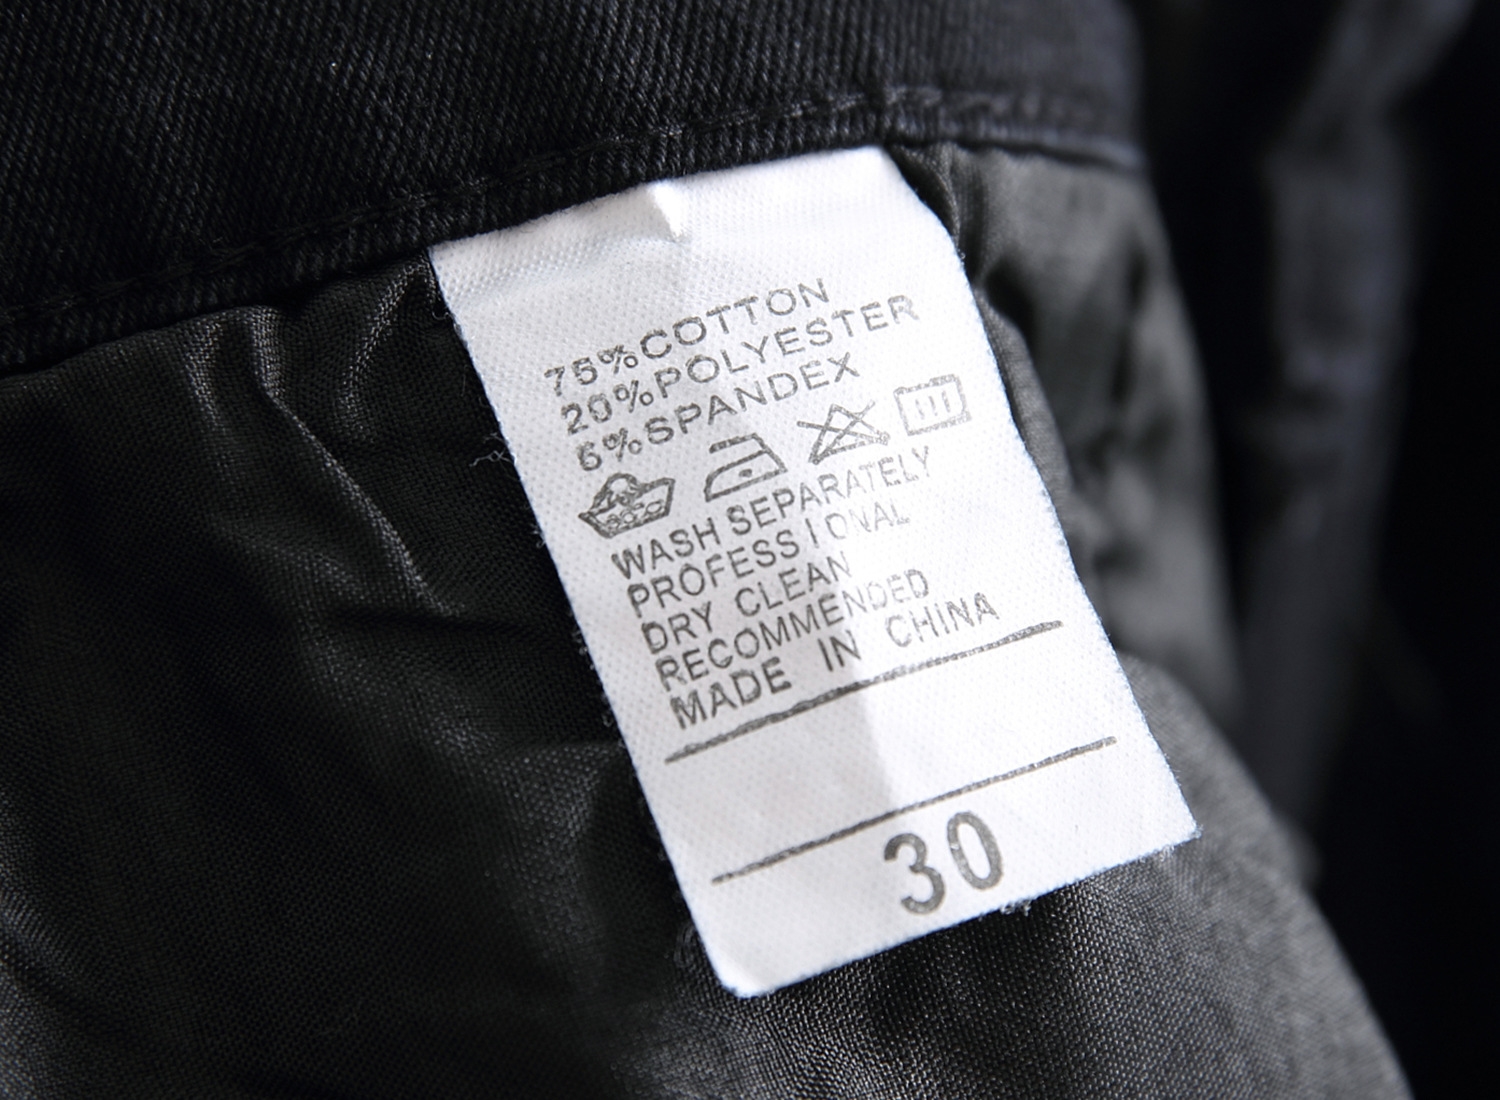 75%COTTON
20%POLYESTER
5%SPANDEX
WASH SEPARATELY
PROFESSIONAL
DRY CLEAN
RECOMMENDED
MADE IN CHINA
30